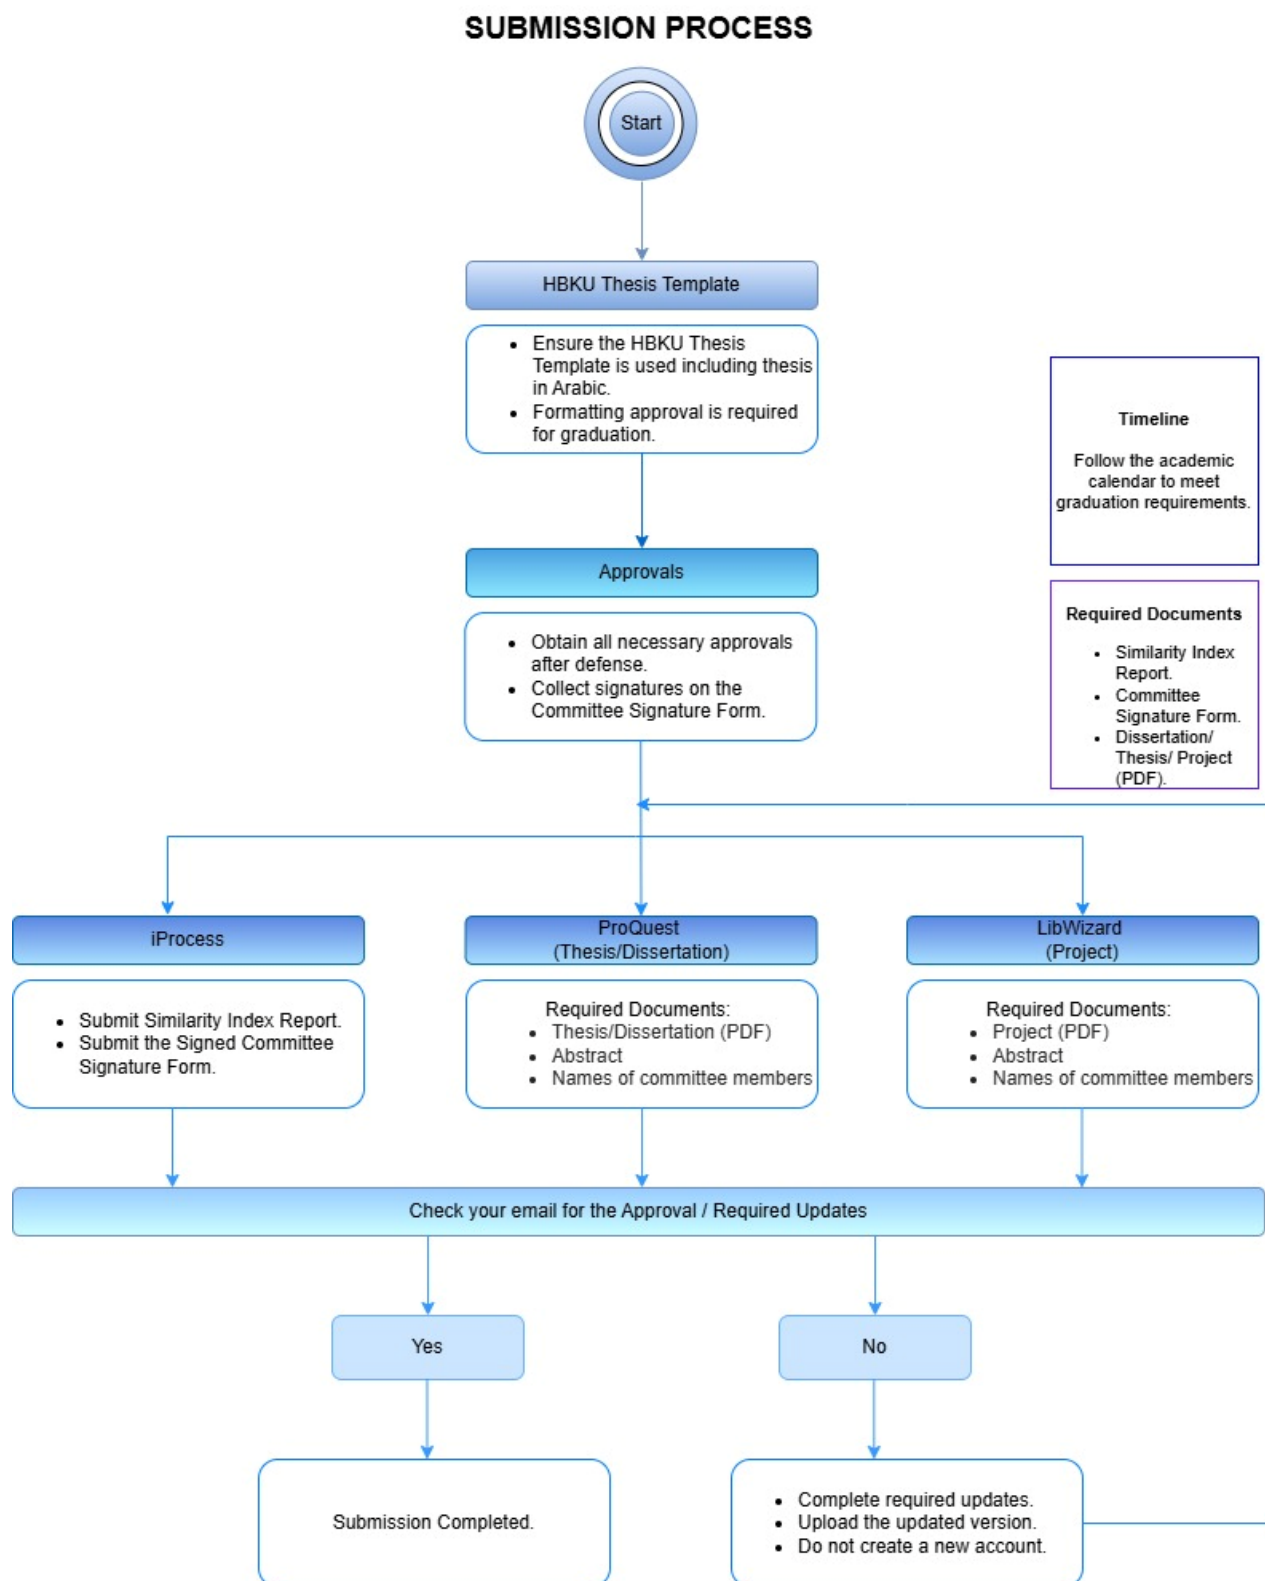 SUBMISSION PROCESS
Start
HBKU Thesis Template
• Ensure the HBKU Thesis
Template is used including thesis
in Arabic.
• Formatting approval is required
for graduation.
Timeline
Follow the academic
calendar to meet
graduation requirements.
Approvals
• Obtain all necessary approvals
after defense.
• Collect signatures on the
Committee Signature Form.
Required Documents
• Similarity Index
Report.
• Committee
Signature Form.
• Dissertation/
Thesis/ Project
(PDF).
iProcess
• Submit Similarity Index Report.
• Submit the Signed Committee
Signature Form.
ProQuest
(Thesis/Dissertation)
Required Documents:
• Thesis/Dissertation (PDF)
• Abstract
• Names of committee members
LibWizard
(Project)
Required Documents:
• Project (PDF)
• Abstract
• Names of committee members
Check your email for the Approval / Required Updates
Yes
No
Submission Completed.
• Complete required updates.
• Upload the updated version.
• Do not create a new account.